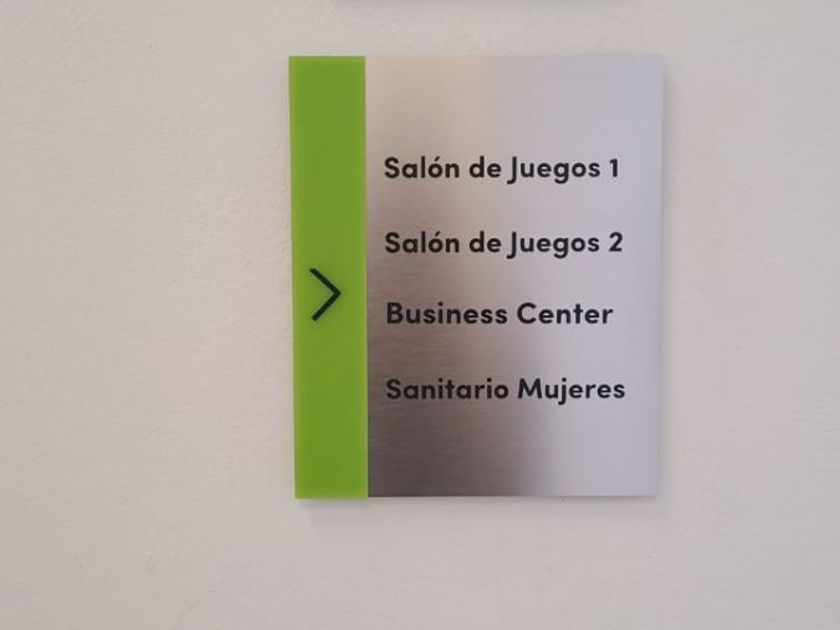 Salón de Juegos 1
Salón de Juegos 2
Business Center
Sanitario Mujeres